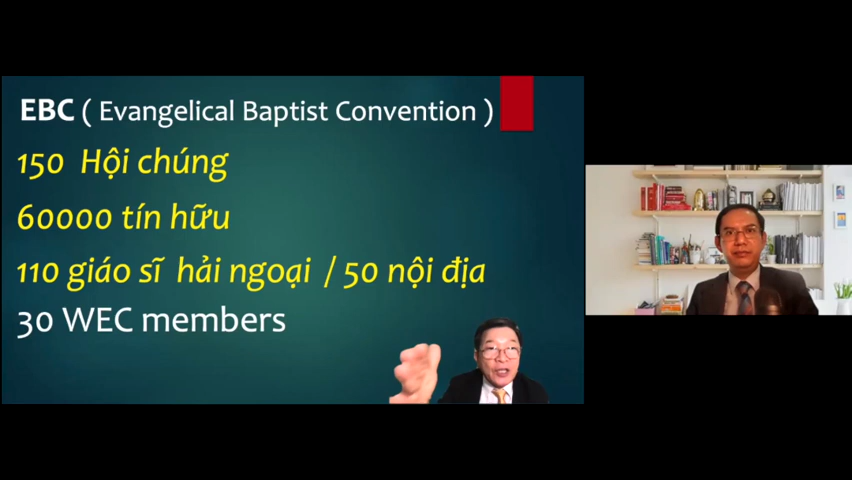 EBC ( Evangelical Baptist Convention )
150 Hội chúng
60000 tín hữu
110 giáo sĩ hải ngoại / 50 nội địa
30 WEC members